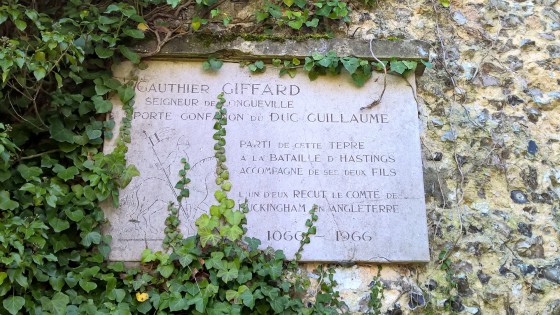 GAUTHIER GIFFARD
SEIGNEUR DE LONGUEVILLE
PORTE GONFANON DU DUC GUILLAUME
PARTI DE CETTE TERRE
A LA BATAILLE D HASTINGS
ACCOMPAGNE DE SES DEUX FILS
L UN D'EUX RECUT LE COMTE DE
BUCKINGHAM EN ANGLETERRE
1066 - 1966